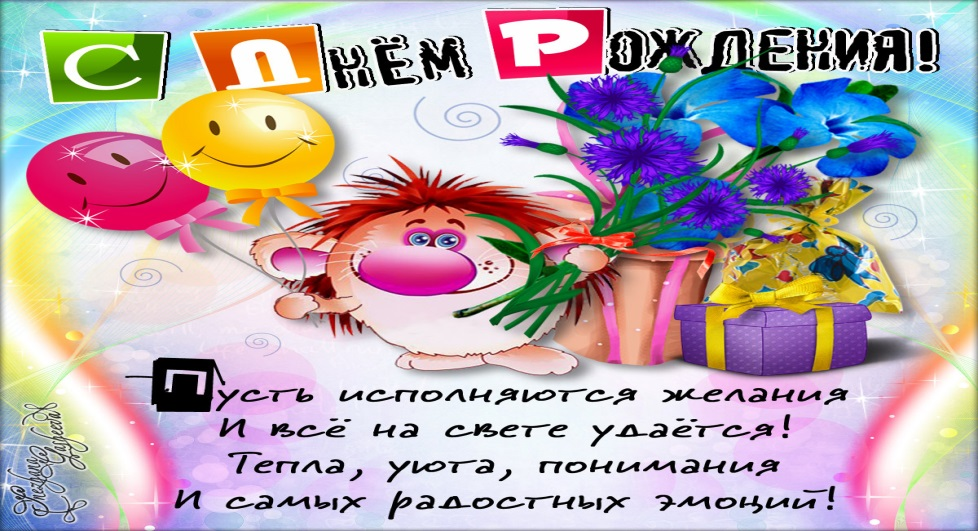 С Днём Рождения!
Пусть исполняются желания
И всё на свете удаётся!
Тепла, уюта, понимания
И самых радостных эмоций!